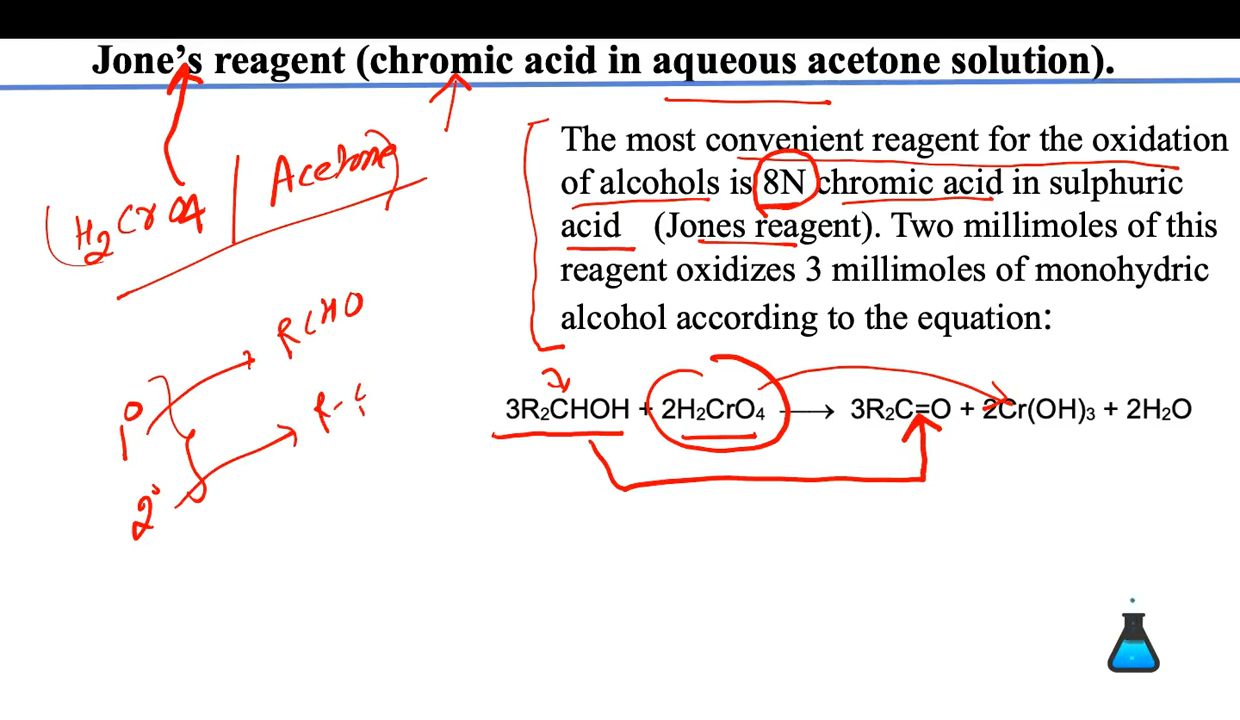 Jone's reagent (chromic acid in aqueous acetone solution).
H2CrO4 | Acetone
The most convenient reagent for the oxidation
of alcohols is 8N chromic acid in sulphuric
acid (Jones reagent). Two millimoles of this
reagent oxidizes 3 millimoles of monohydric
alcohol according to the equation:
RCHO
1°
R-
2°
3R₂CHOH + 2H₂CrO₄ ⟶ 3R₂C=O + 2Cr(OH)₃ + 2H₂O